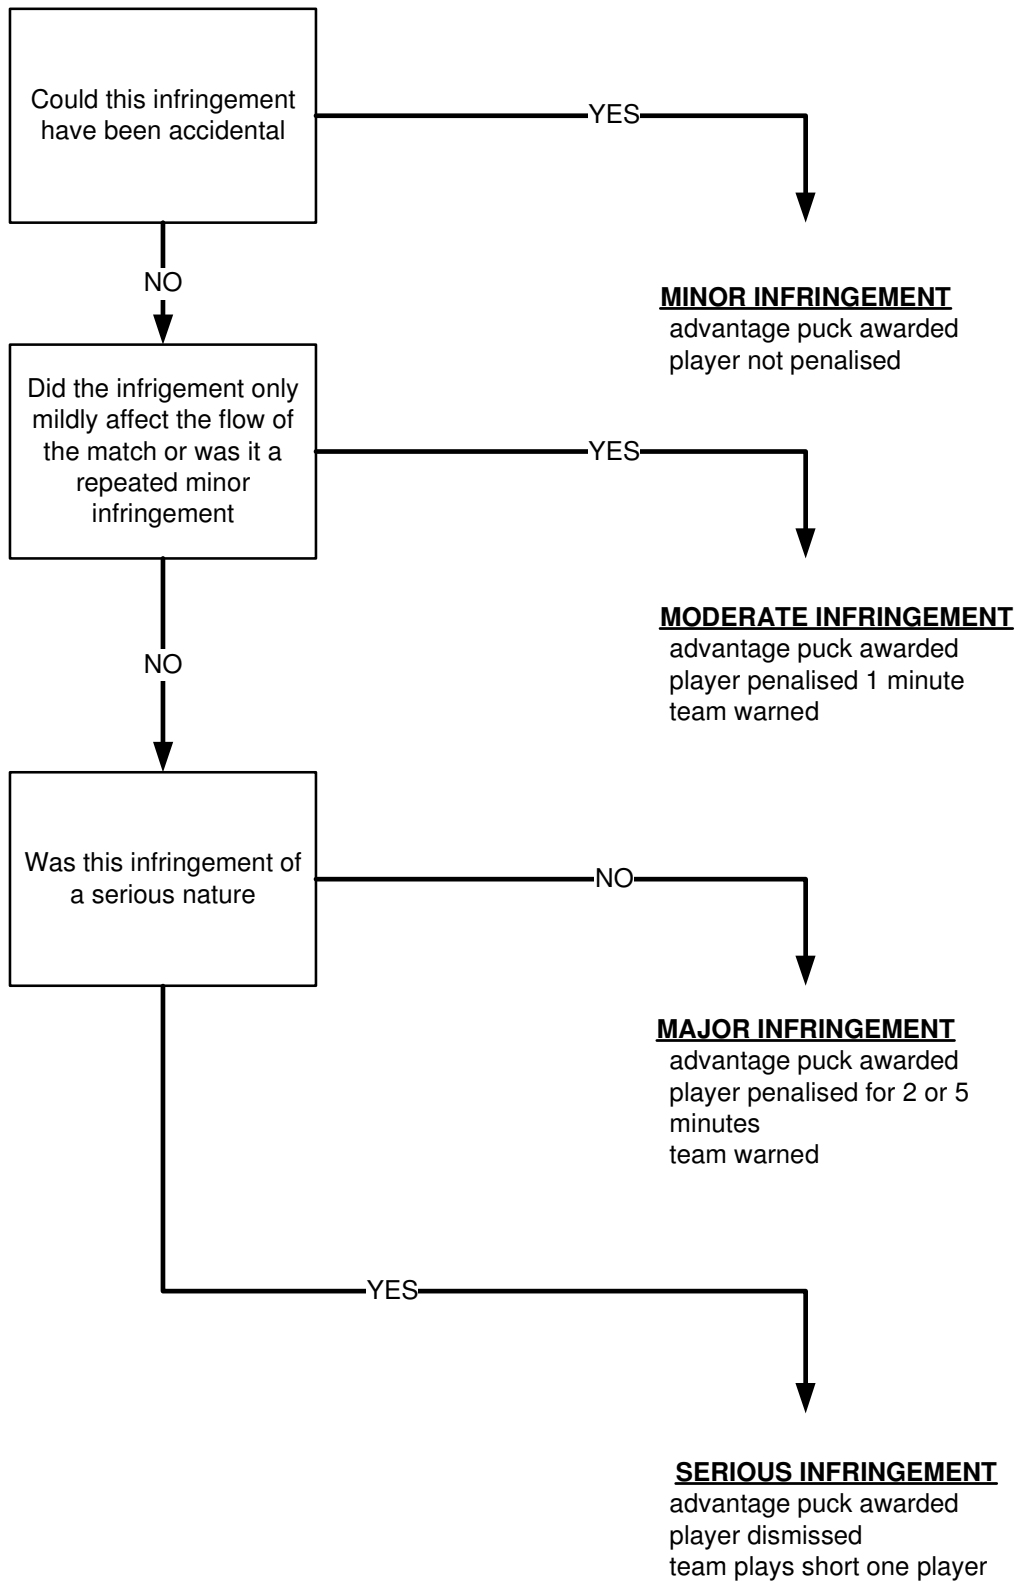 Could this infringement
have been accidental
YES
NO
MINOR INFRINGEMENT
advantage puck awarded
player not penalised
Did the infrigement only
mildly affect the flow of
the match or was it a
repeated minor
infringement
YES
NO
MODERATE INFRINGEMENT
advantage puck awarded
player penalised 1 minute
team warned
Was this infringement of
a serious nature
NO
MAJOR INFRINGEMENT
advantage puck awarded
player penalised for 2 or 5
minutes
team warned
YES
SERIOUS INFRINGEMENT
advantage puck awarded
player dismissed
team plays short one player